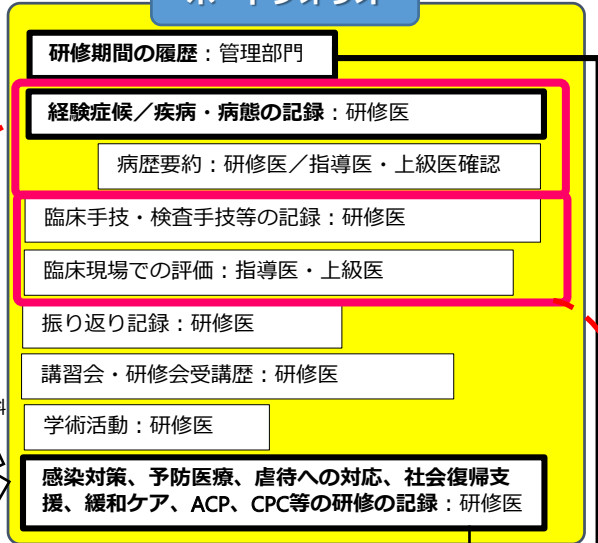 ポートフォリオ
研修期間の履歴：管理部門
経験症候／疾病・病態の記録：研修医
病歴要約：研修医／指導医・上級医確認
臨床手技・検査手技等の記録：研修医
臨床現場での評価：指導医・上級医
振り返り記録：研修医
講習会・研修会受講歴：研修医
学術活動：研修医
感染対策、予防医療、虐待への対応、社会復帰支
援、緩和ケア、ACP、CPC等の研修の記録：研修医